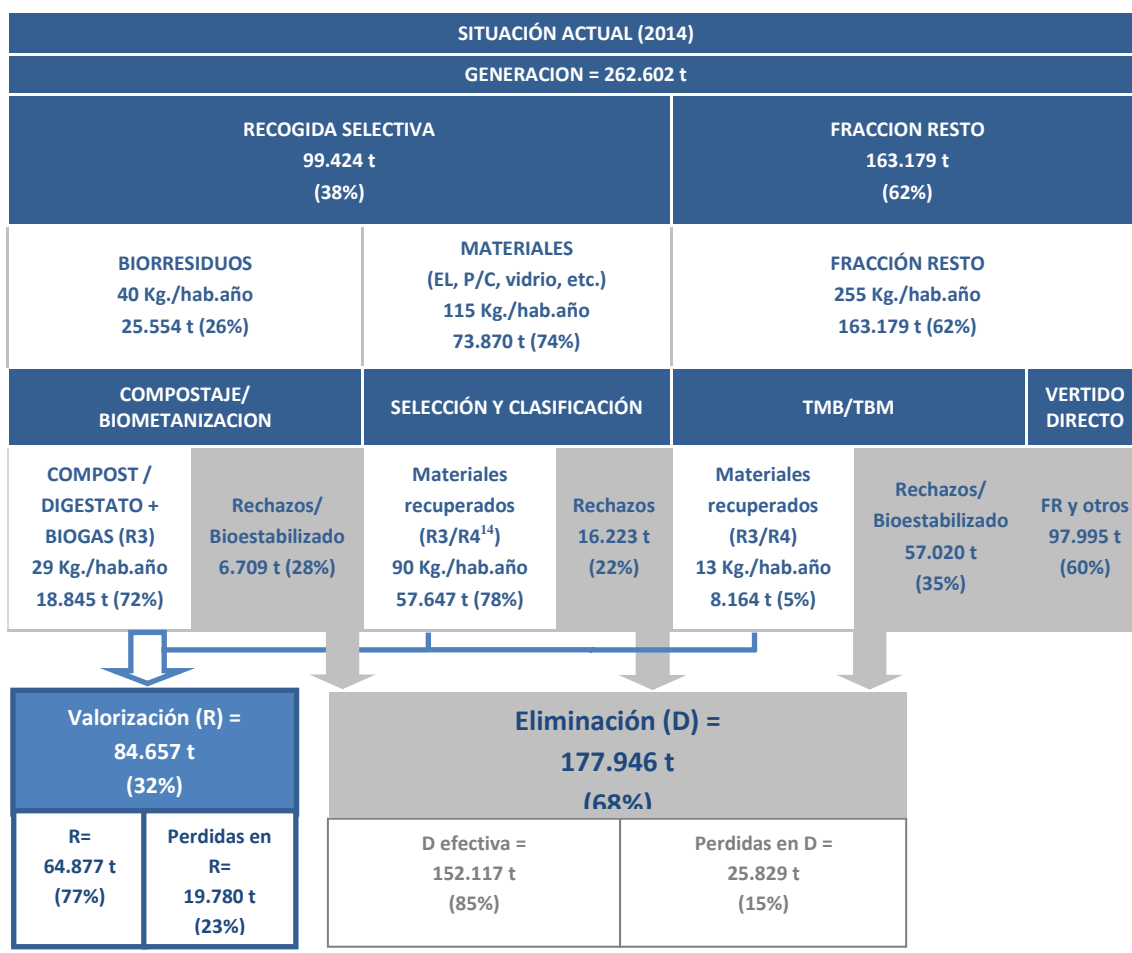 SITUACIÓN ACTUAL (2014)
GENERACION = 262.602 t
RECOGIDA SELECTIVA
99.424 t
(38%)
FRACCION RESTO
163.179 t
(62%)
BIORRESIDUOS
40 Kg./hab.año
25.554 t (26%)
MATERIALES
(EL, P/C, vidrio, etc.)
115 Kg./hab.año
73.870 t (74%)
FRACCIÓN RESTO
255 Kg./hab.año
163.179 t (62%)
COMPOSTAJE/
BIOMETANIZACION
SELECCIÓN Y CLASIFICACIÓN
TMB/TBM
VERTIDO
DIRECTO
COMPOST /
DIGESTATO +
BIOGAS (R3)
29 Kg./hab.año
18.845 t (72%)
Rechazos/
Bioestabilizado
6.709 t (28%)
Materiales
recuperados
(R3/R4¹⁴)
90 Kg./hab.año
57.647 t (78%)
Rechazos
16.223 t
(22%)
Materiales
recuperados
(R3/R4)
13 Kg./hab.año
8.164 t (5%)
Rechazos/
Bioestabilizado
57.020 t
(35%)
FR y otros
97.995 t
(60%)
Valorización (R) =
84.657 t
(32%)
Eliminación (D) =
177.946 t
(68%)
R=
64.877 t
(77%)
Perdidas en
R=
19.780 t
(23%)
D efectiva =
152.117 t
(85%)
Perdidas en D =
25.829 t
(15%)